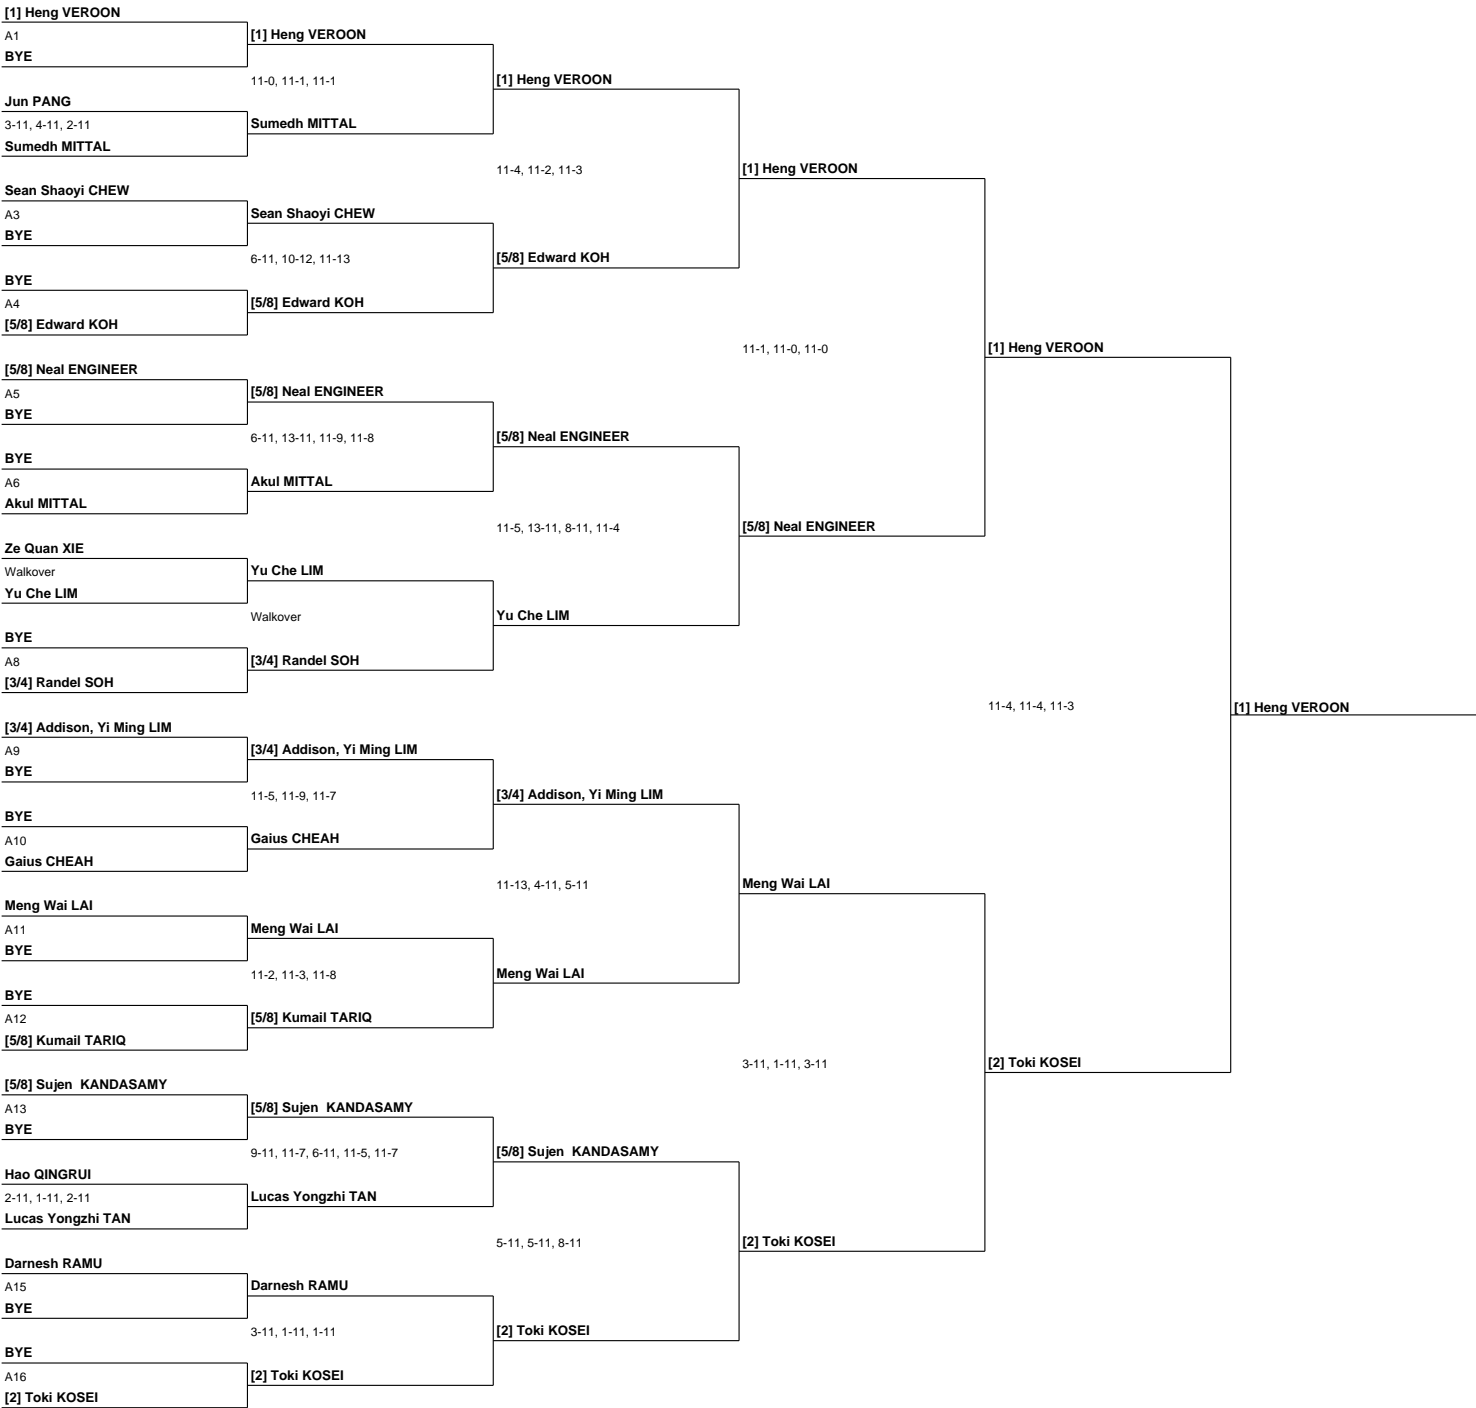 [1] Heng VEROON
A1
BYE
Jun PANG
3-11, 4-11, 2-11
Sumedh MITTAL
Sean Shaoyi CHEW
A3
BYE
BYE
A4
[5/8] Edward KOH
[5/8] Neal ENGINEER
A5
BYE
BYE
A6
Akul MITTAL
Ze Quan XIE
Walkover
Yu Che LIM
BYE
A8
[3/4] Randel SOH
[3/4] Addison, Yi Ming LIM
A9
BYE
BYE
A10
Gaius CHEAH
Meng Wai LAI
A11
BYE
BYE
A12
[5/8] Kumail TARIQ
[5/8] Sujen  KANDASAMY
A13
BYE
Hao QINGRUI
2-11, 1-11, 2-11
Lucas Yongzhi TAN
Darnesh RAMU
A15
BYE
BYE
A16
[2] Toki KOSEI
[1] Heng VEROON
11-0, 11-1, 11-1
Sumedh MITTAL
Sean Shaoyi CHEW
6-11, 10-12, 11-13
[5/8] Edward KOH
[5/8] Neal ENGINEER
6-11, 13-11, 11-9, 11-8
Akul MITTAL
Yu Che LIM
Walkover
[3/4] Randel SOH
[3/4] Addison, Yi Ming LIM
11-5, 11-9, 11-7
Gaius CHEAH
Meng Wai LAI
11-2, 11-3, 11-8
[5/8] Kumail TARIQ
[5/8] Sujen  KANDASAMY
9-11, 11-7, 6-11, 11-5, 11-7
Lucas Yongzhi TAN
Darnesh RAMU
3-11, 1-11, 1-11
[2] Toki KOSEI
[1] Heng VEROON
11-4, 11-2, 11-3
[5/8] Edward KOH
[5/8] Neal ENGINEER
11-5, 13-11, 8-11, 11-4
Yu Che LIM
[3/4] Addison, Yi Ming LIM
11-13, 4-11, 5-11
Meng Wai LAI
[5/8] Sujen  KANDASAMY
5-11, 5-11, 8-11
[2] Toki KOSEI
[1] Heng VEROON
11-1, 11-0, 11-0
[5/8] Neal ENGINEER
Meng Wai LAI
3-11, 1-11, 3-11
[2] Toki KOSEI
[1] Heng VEROON
11-4, 11-4, 11-3
[2] Toki KOSEI
[1] Heng VEROON